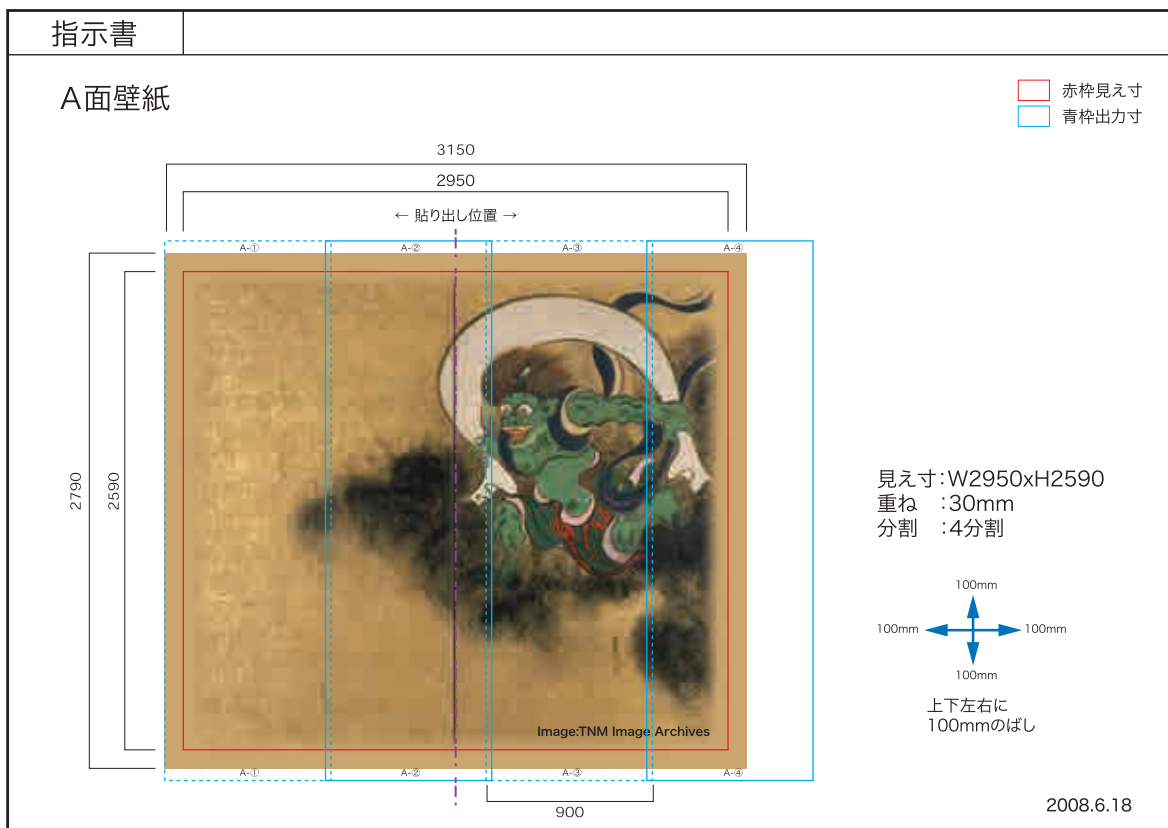 指示書
A面壁紙
赤枠見え寸
青枠出力寸
3150
2950
← 貼り出し位置 →
A-①
A-②
A-③
A-④
2790
2590
見え寸:W2950xH2590
重ね :30mm
分割 :4分割
100mm
100mm
100mm
100mm
上下左右に
100mmのばし
Image:TNM Image Archives
A-①
A-②
A-③
A-④
900
2008.6.18